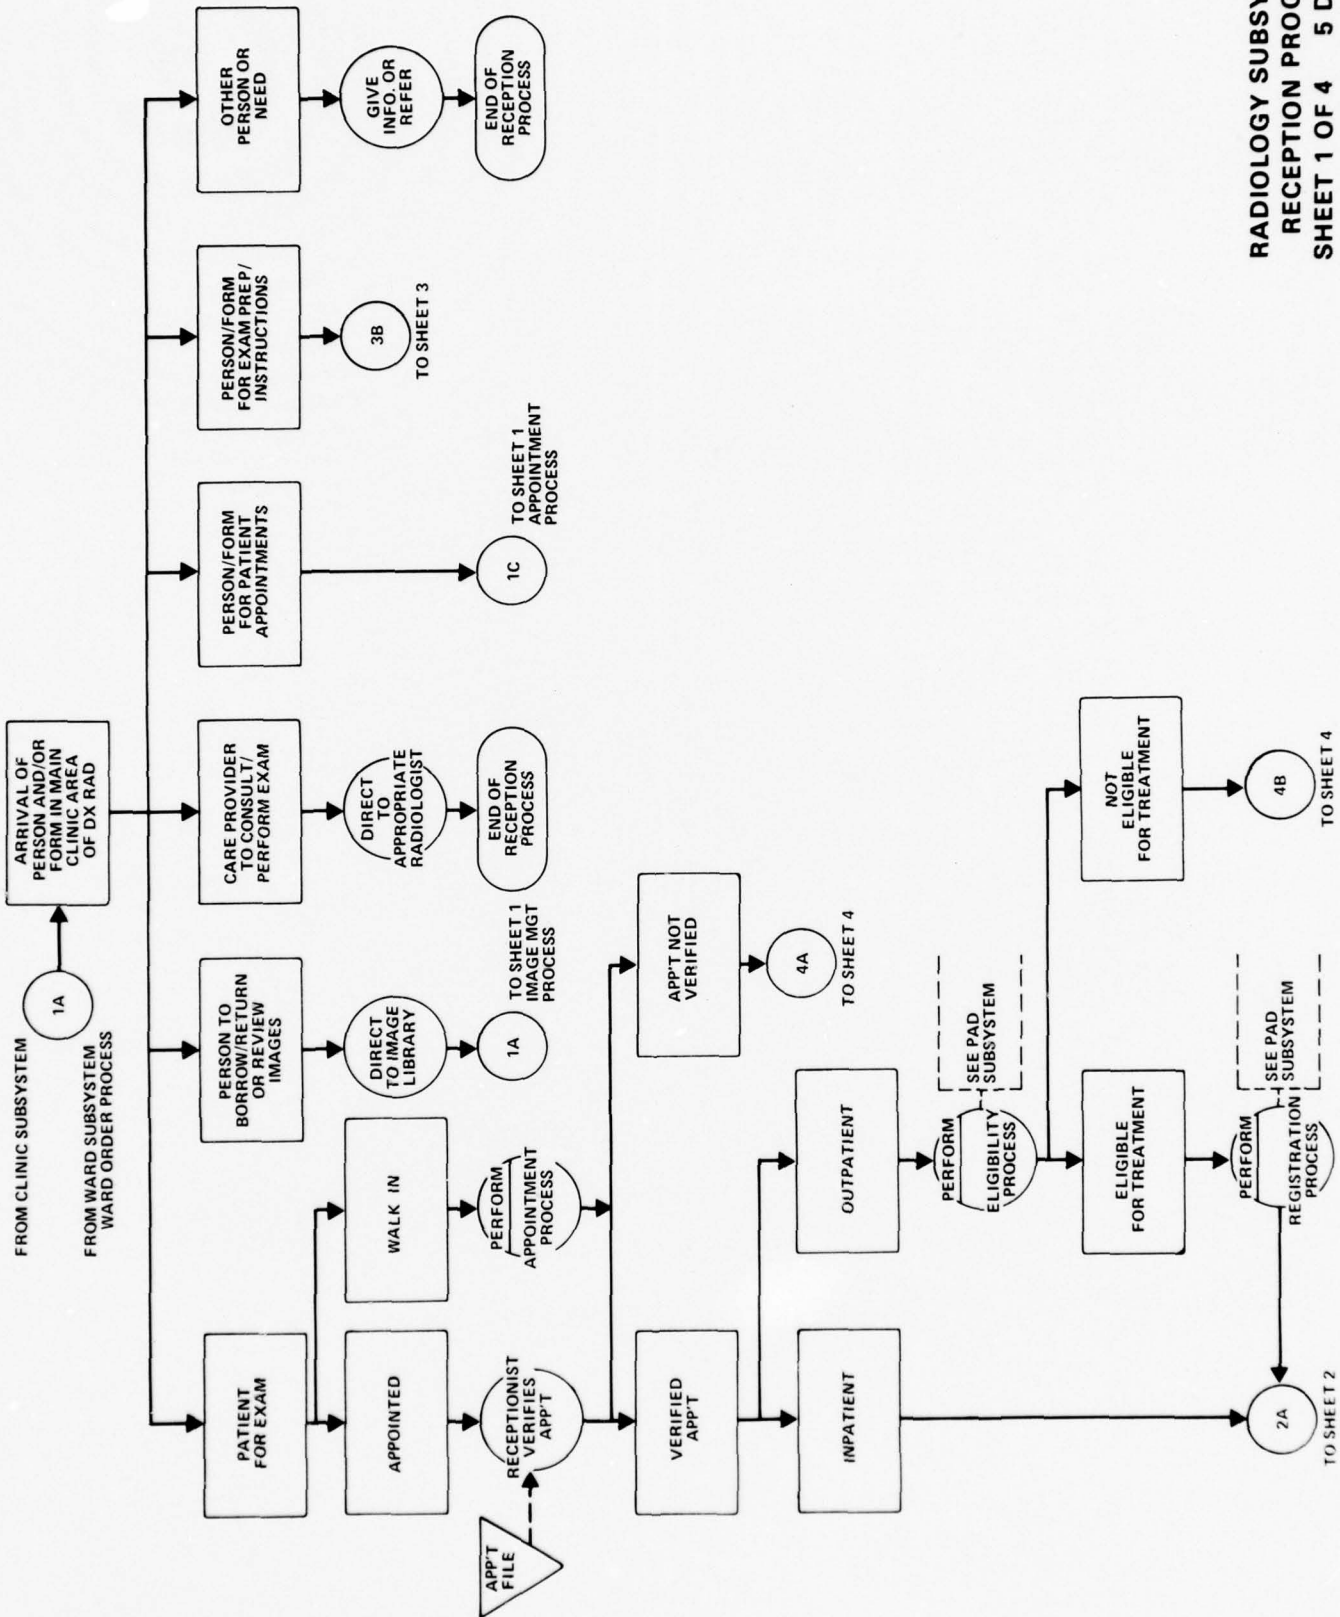 FROM CLINIC SUBSYSTEM
FROM WARD SUBSYSTEM
WARD ORDER PROCESS
1A
ARRIVAL OF
PERSON AND/OR
FORM IN MAIN
CLINIC AREA
OF DX RAD
PATIENT
FOR EXAM
PERSON TO
BORROW/RETURN
OR REVIEW
IMAGES
CARE PROVIDER
TO CONSULT/
PERFORM EXAM
PERSON/FORM
FOR PATIENT
APPOINTMENTS
PERSON/FORM
FOR EXAM PREP/
INSTRUCTIONS
OTHER
PERSON OR
NEED
APPOINTED
WALK IN
DIRECT
TO IMAGE
LIBRARY
DIRECT
TO
APPROPRIATE
RADIOLOGIST
3B
TO SHEET 3
GIVE
INFO. OR
REFER
APP'T
FILE
RECEPTIONIST
VERIFIES
APP'T
PERFORM
APPOINTMENT
PROCESS
1A
TO SHEET 1
IMAGE MGT
PROCESS
END OF
RECEPTION
PROCESS
1C
TO SHEET 1
APPOINTMENT
PROCESS
END OF
RECEPTION
PROCESS
VERIFIED
APP'T
APP'T NOT
VERIFIED
4A
TO SHEET 4
INPATIENT
OUTPATIENT
PERFORM
ELIGIBILITY
PROCESS
SEE PAD
SUBSYSTEM
ELIGIBLE
FOR TREATMENT
NOT
ELIGIBLE
FOR TREATMENT
2A
TO SHEET 2
PERFORM
REGISTRATION
PROCESS
SEE PAD
SUBSYSTEM
4B
TO SHEET 4
RADIOLOGY SUBSY
RECEPTION PROC
SHEET 1 OF 4 5 D